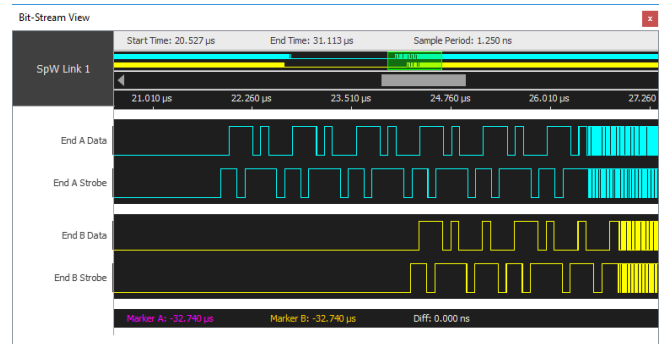 Bit-Stream View
x
Start Time: 20.527 µs End Time: 31.113 µs Sample Period: 1.250 ns
SpW Link 1
21.010 µs 22.260 µs 23.510 µs 24.760 µs 26.010 µs 27.260
End A Data
End A Strobe
End B Data
End B Strobe
Marker A: -32.740 µs Marker B: -32.740 µs Diff: 0.000 ns